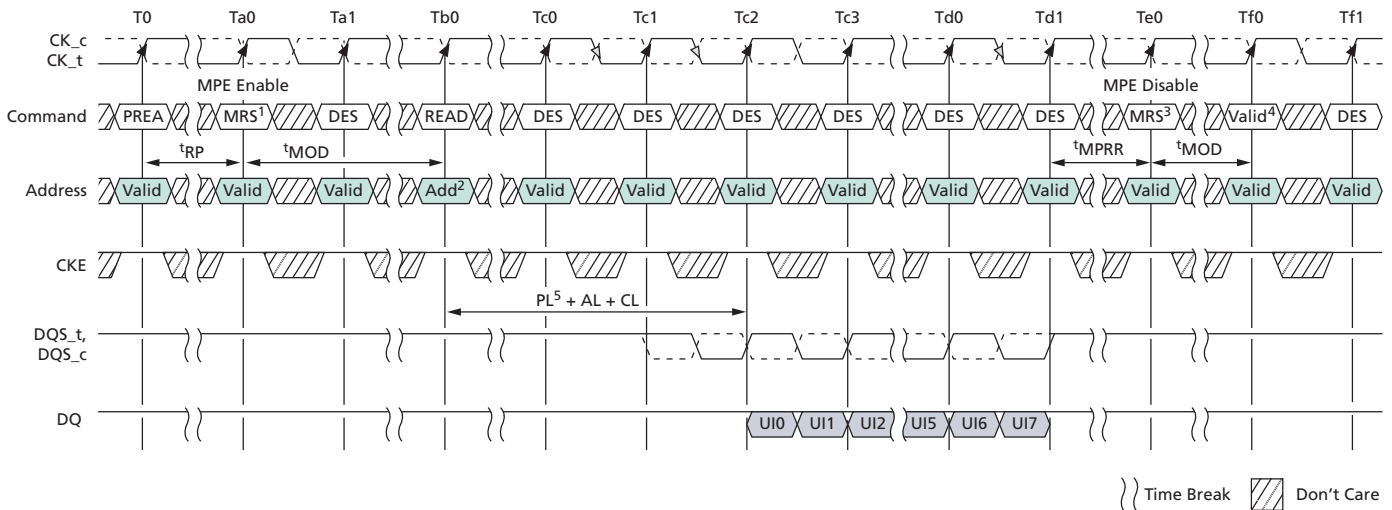 T0 Ta0 Ta1 Tb0 Tc0 Tc1 Tc2 Tc3 Td0 Td1 Te0 Tf0 Tf1
CK_c
CK_t
MPE Enable MPE Disable
Command PREA MRS1 DES READ DES DES DES DES DES DES MRS3 Valid4 DES
tRP tMOD tMPRR tMOD
Address Valid Valid Valid Add2 Valid Valid Valid Valid Valid Valid Valid Valid Valid
CKE
PL5 + AL + CL
DQS_t,
DQS_c
DQ UI0 UI1 UI2 UI5 UI6 UI7
Time Break Don't Care